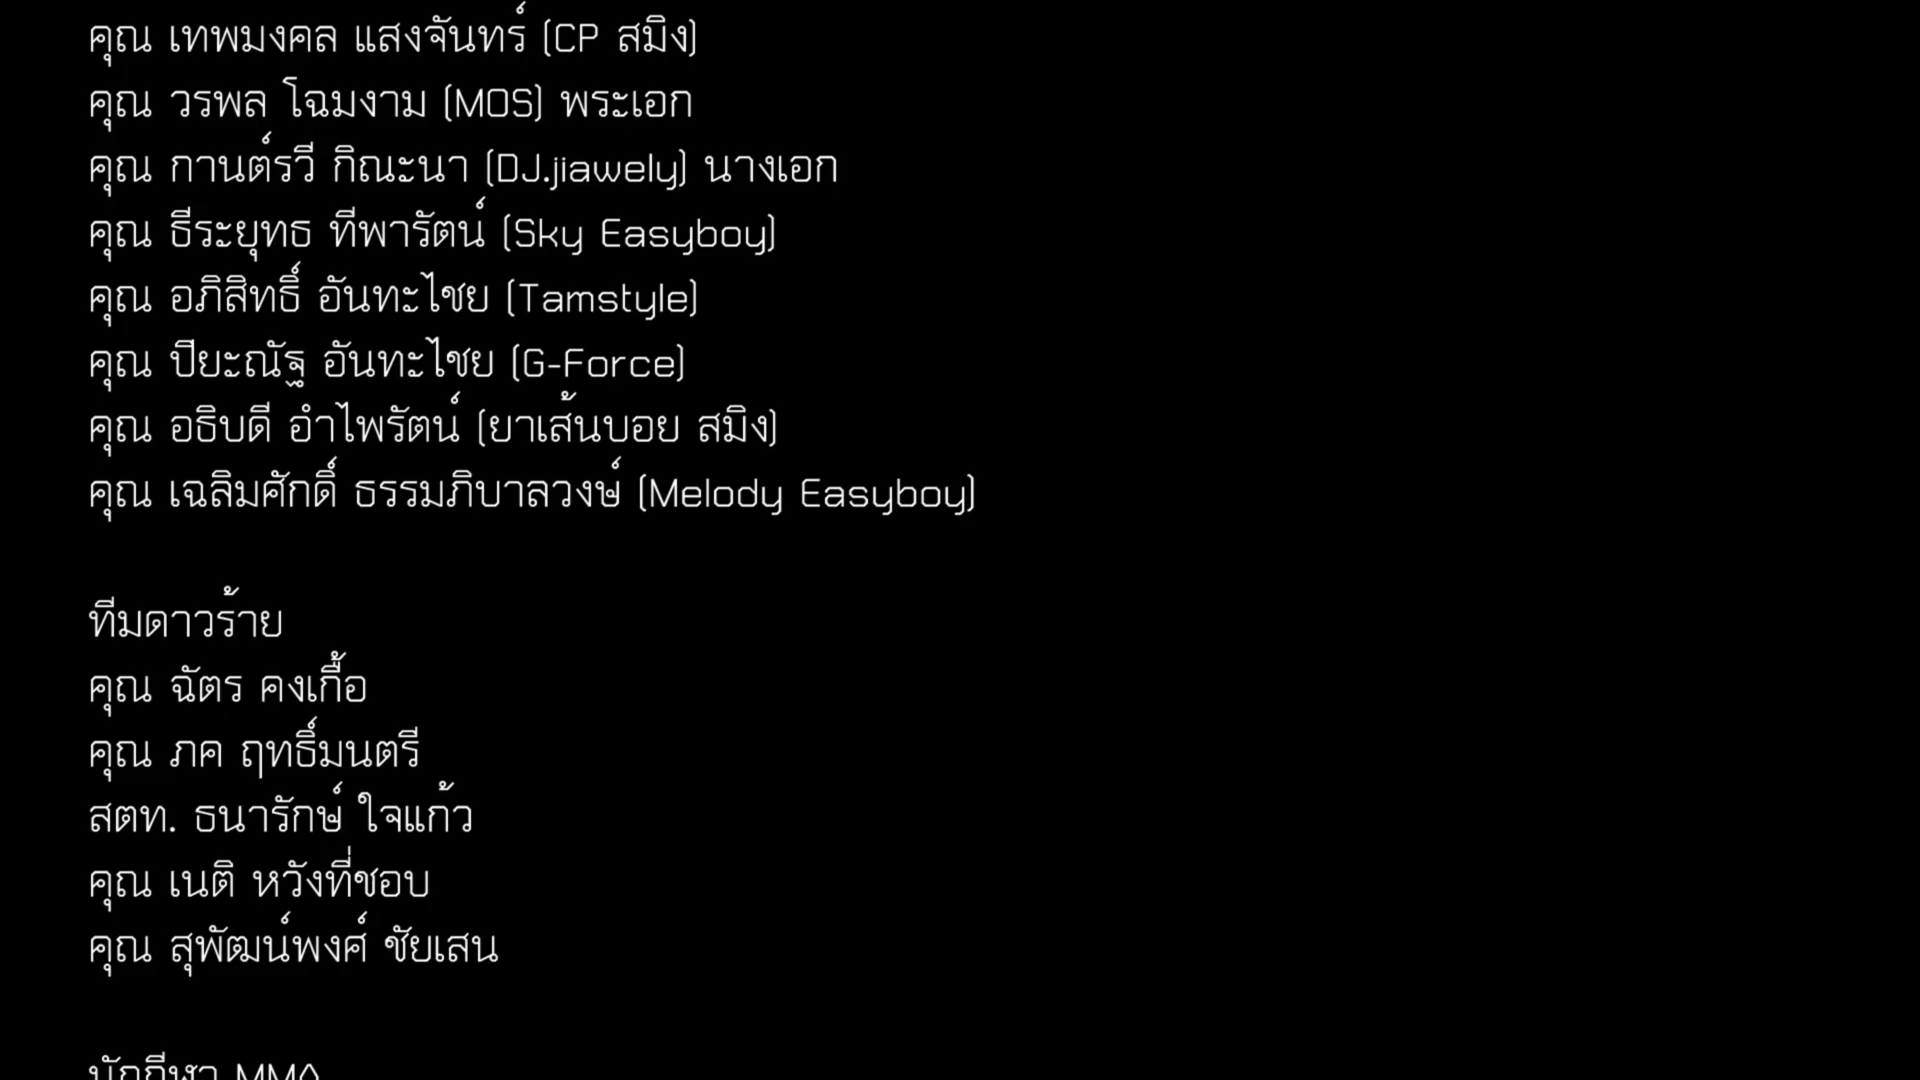 คุณ เทพมงคล แสงจันทร์ (CP สมิง)
คุณ วรพล โฉมงาม (MOS) พระเอก
คุณ กานต์รวี กิณะนา (DJ.jiawely) นางเอก
คุณ ธีระยุทธ ทีพารัตน์ (Sky Easyboy)
คุณ อภิสิทธิ์ อันทะไชย (Tamstyle)
คุณ ปิยะณัฐ อันทะไชย (G-Force)
คุณ อธิบดี อำไพรัตน์ (ยาเส้นบอย สมิง)
คุณ เฉลิมศักดิ์ ธรรมภิบาลวงษ์ (Melody Easyboy)
ทีมดาวร้าย
คุณ ฉัตร คงเกื้อ
คุณ ภค ฤทธิ์มนตรี
สตท. ธนารักษ์ ใจแก้ว
คุณ เนติ หวังที่ชอบ
คุณ สุพัฒน์พงศ์ ชัยเสน
นักกีฬา MMA